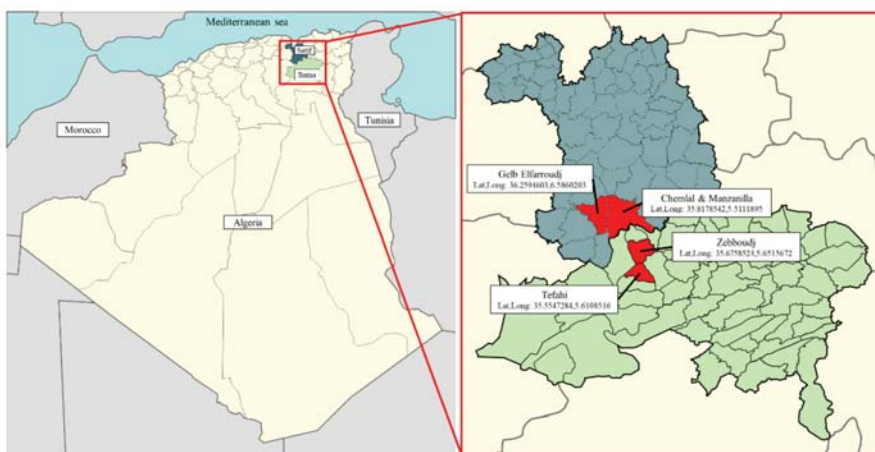 Mediterranean sea
Setif
Batna
Morocco
Tunisia
Algeria
Gelb Elfarroudj
Lat,Long: 36.2594603,6.5860203
Chemlal & Manzanilla
Lat,Long: 35.8178542,5.5111895
Zebboudj
Lat,Long: 35.6758524,5.6515672
Tefahi
Lat,Long: 35.5547284,5.6108516